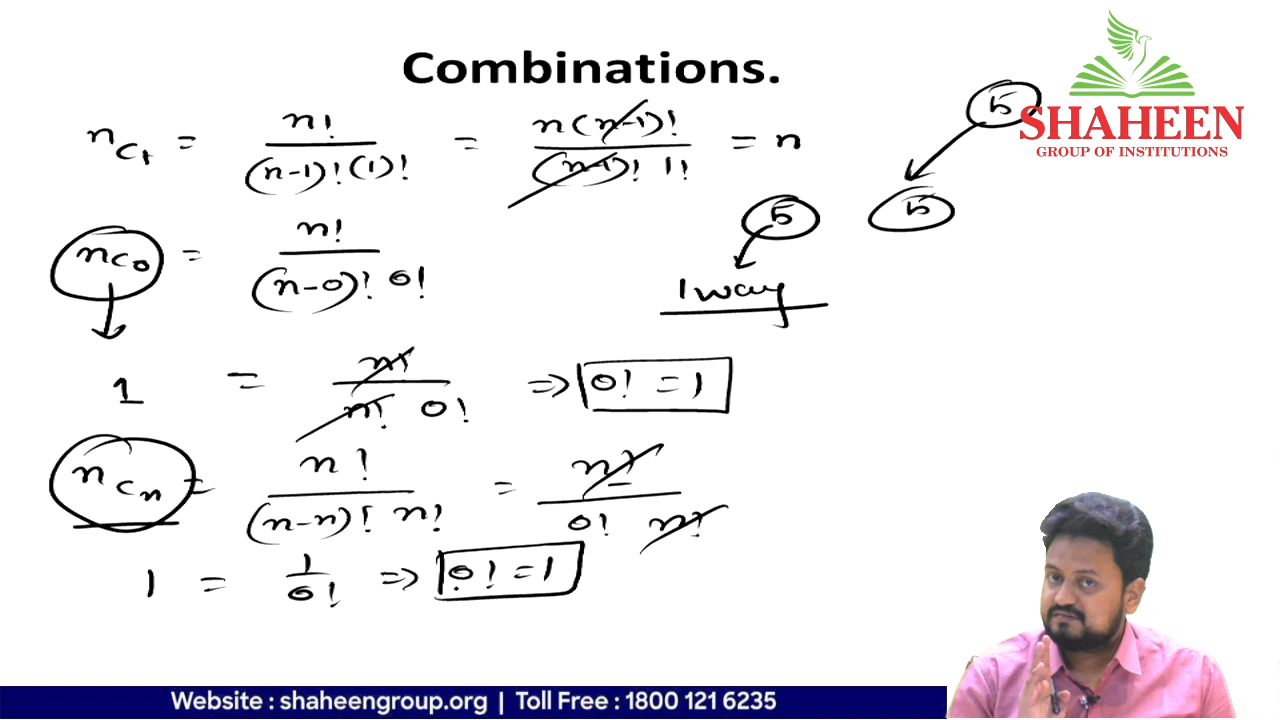 Combinations.
nC1 = n! / (n-1)! (1)! = n(n-1)! / (n-1)! 1! = n
5
SHAHEEN
GROUP OF INSTITUTIONS
5
5
1 way
nC0 = n! / (n-0)! 0!
1 = n! / n! 0! => 0! = 1
nCn = n! / (n-n)! n! = n! / 0! n!
1 = 1 / 0! => 0! = 1
Website : shaheengroup.org | Toll Free : 1800 121 6235